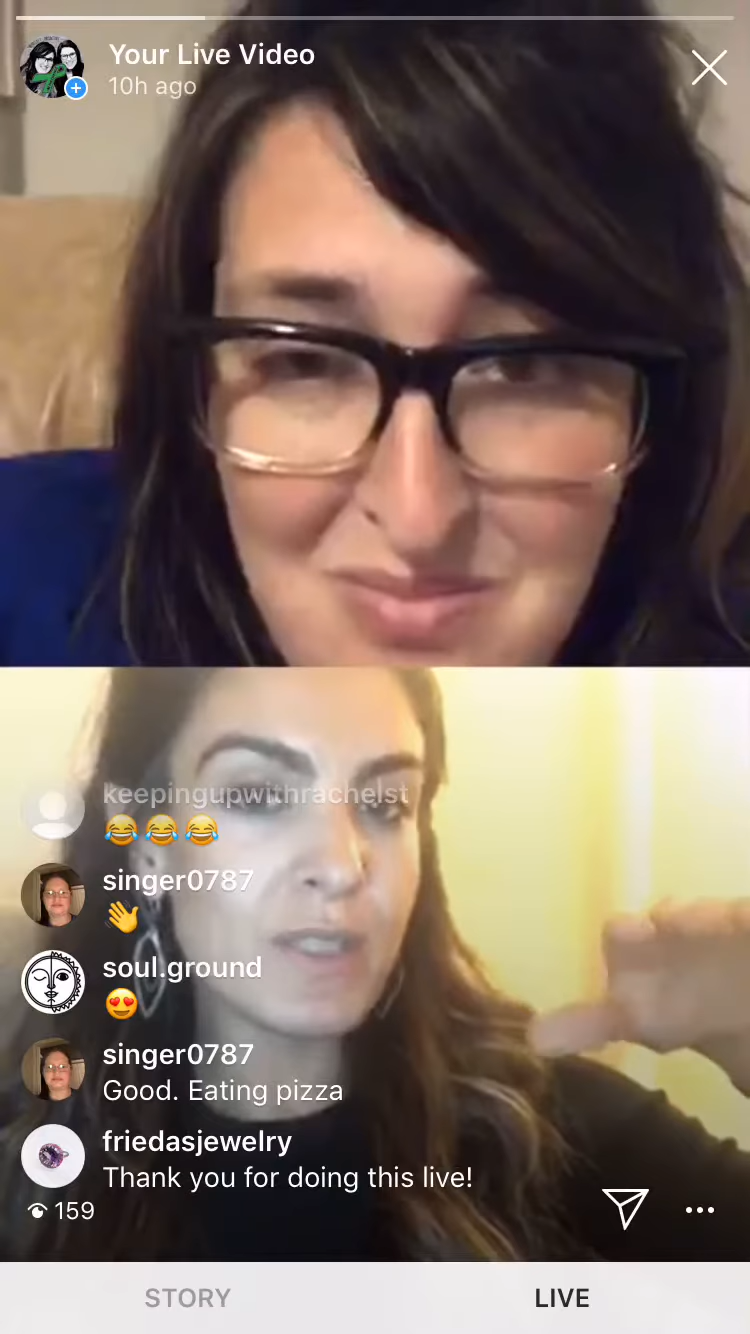 Your Live Video
10h ago
keepingupwithrachelst
😂😂😂
singer0787
👋
soul.ground
😍
singer0787
Good. Eating pizza
friedasjewelry
Thank you for doing this live!
159
STORY
LIVE